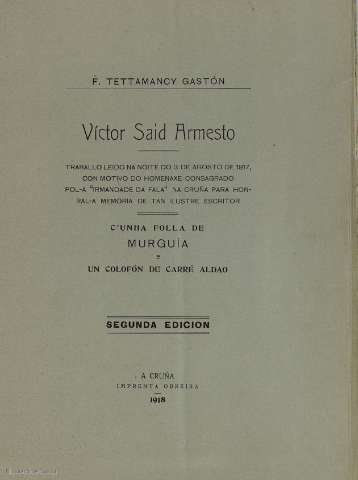 F. TETTAMANCY GASTÓN
Víctor Said Armesto
TRABALLO LEIDO NA NOITE DO 3 DE AGOSTO DE 1917,
CON MOTIVO DO HOMENAXE CONSAGRADO
POL-A "IRMANDADE DA FALA" NA CRUÑA PARA HON-
RAL-A MEMORIA DE TAN ILUSTRE ESCRITOR
C'UNHA FOLLA DE
MURGUÍA
E
UN COLOFÓN DE CARRÉ ALDAO
SEGUNDA EDICION
A CRUÑA
IMPRENTA OBREIRA
1918